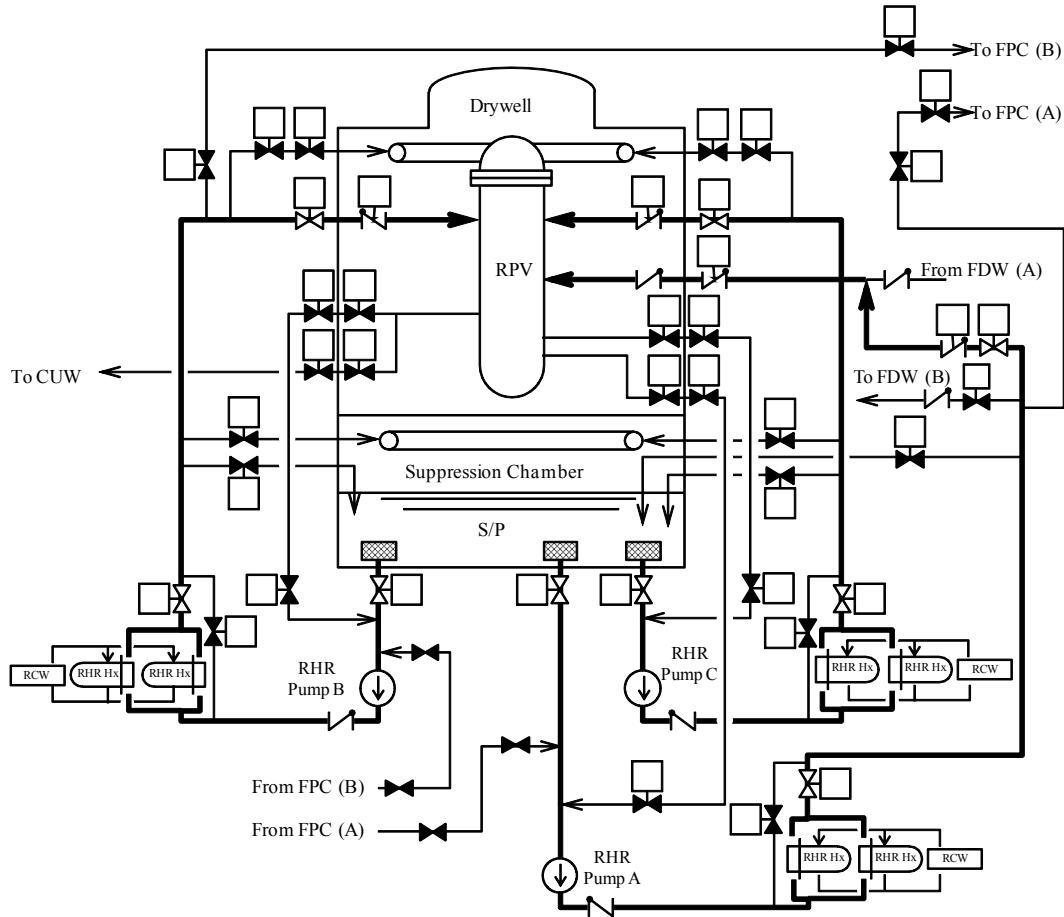 To FPC (B)
Drywell
To FPC (A)
RPV
From FDW (A)
To CUW
To FDW (B)
Suppression Chamber
S/P
RHR
Pump B
RHR
Pump C
RCW
RHR Hx
RHR Hx
RHR Hx
RHR Hx
RCW
From FPC (B)
From FPC (A)
RHR
Pump A
RHR Hx
RHR Hx
RCW